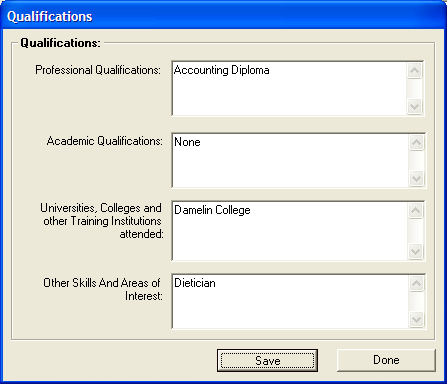 Qualifications
Qualifications:
Professional Qualifications:
Accounting Diploma
Academic Qualifications:
None
Universities, Colleges and
other Training Institutions
attended:
Damelin College
Other Skills And Areas of
Interest:
Dietician
Save
Done